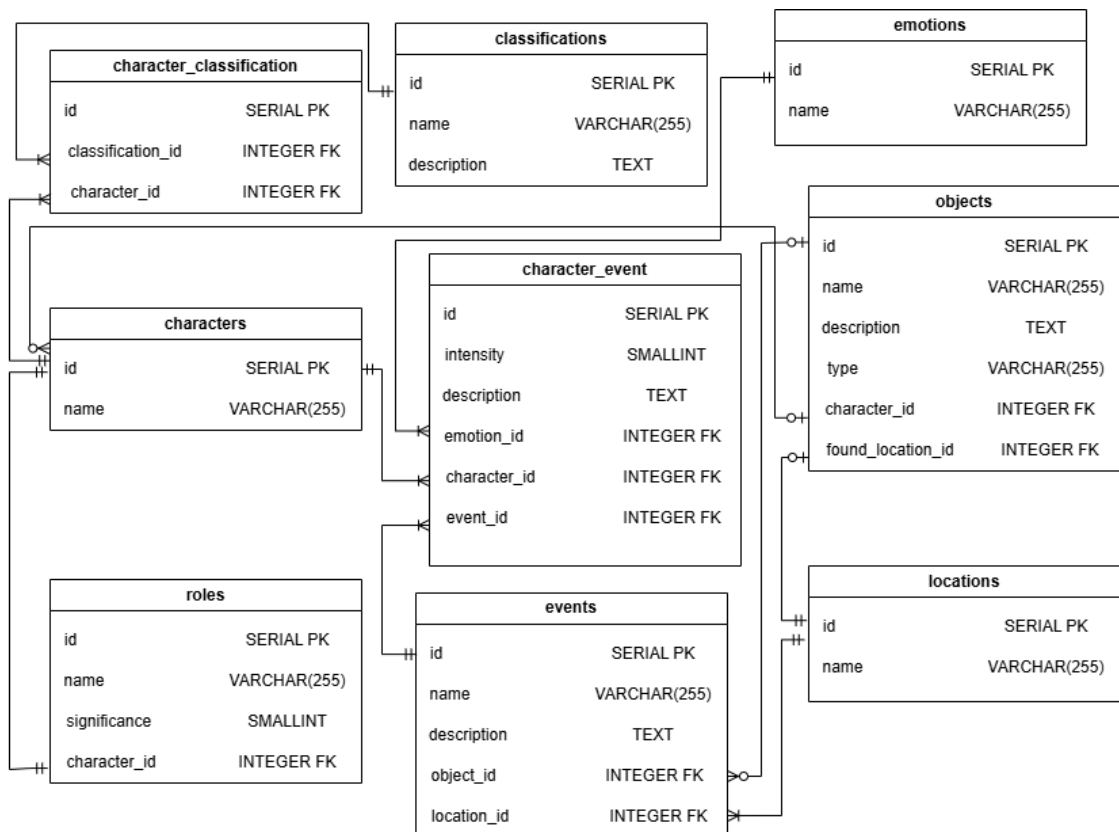 character_classification
id SERIAL PK
classification_id INTEGER FK
character_id INTEGER FK
classifications
id SERIAL PK
name VARCHAR(255)
description TEXT
emotions
id SERIAL PK
name VARCHAR(255)
objects
id SERIAL PK
name VARCHAR(255)
description TEXT
type VARCHAR(255)
character_id INTEGER FK
found_location_id INTEGER FK
character_event
id SERIAL PK
intensity SMALLINT
description TEXT
emotion_id INTEGER FK
character_id INTEGER FK
event_id INTEGER FK
characters
id SERIAL PK
name VARCHAR(255)
roles
id SERIAL PK
name VARCHAR(255)
significance SMALLINT
character_id INTEGER FK
events
id SERIAL PK
name VARCHAR(255)
description TEXT
object_id INTEGER FK
location_id INTEGER FK
locations
id SERIAL PK
name VARCHAR(255)